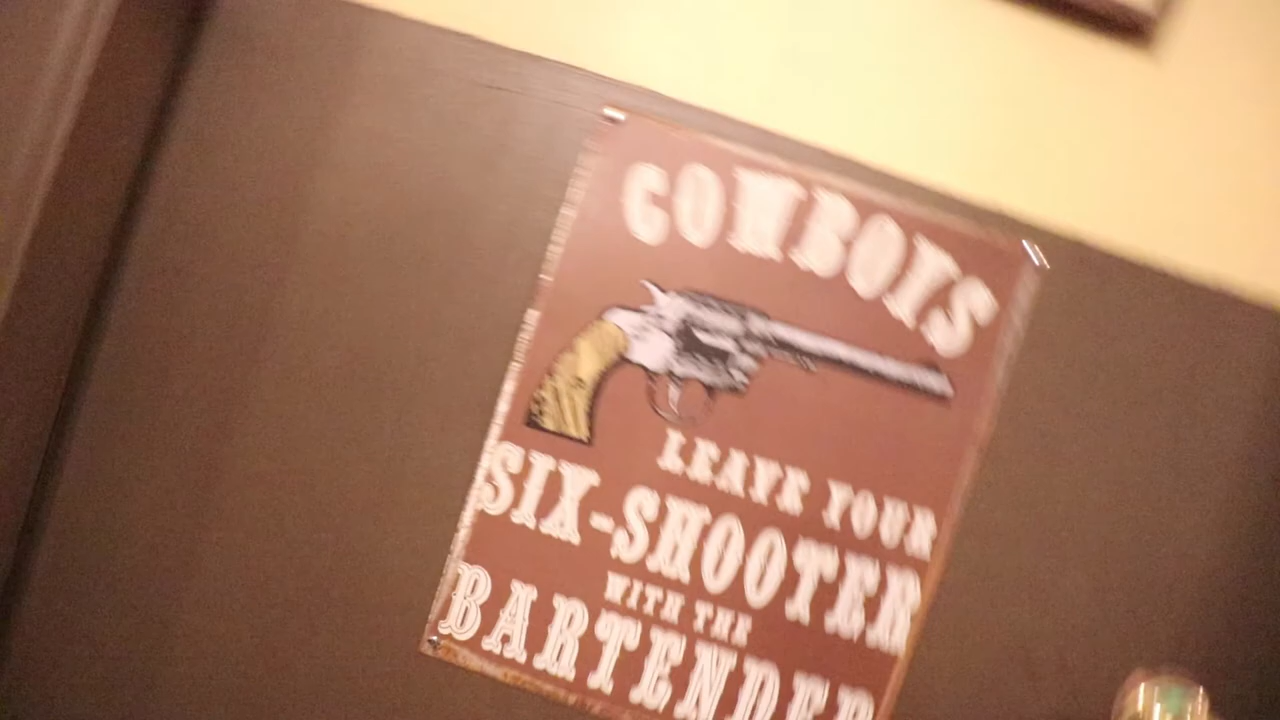 COWBOYS
LEAVE YOUR
SIX-SHOOTER
WITH THE
BARTENDER